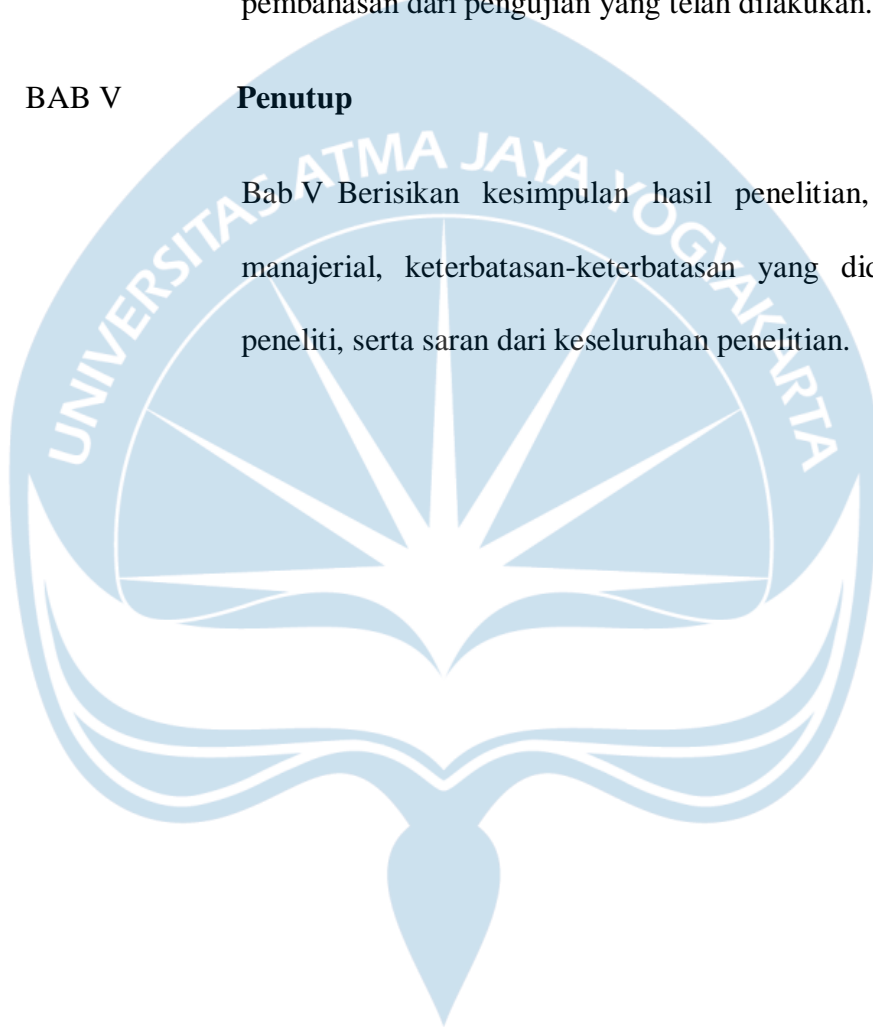 pembahasan dari pengujian yang telah dilakukan.
BAB V Penutup
UNIVERSITAS ATMA JAYA YOGYAKARTA
Bab V Berisikan kesimpulan hasil penelitian,
manajerial, keterbatasan-keterbatasan yang
peneliti, serta saran dari keseluruhan penelitian.